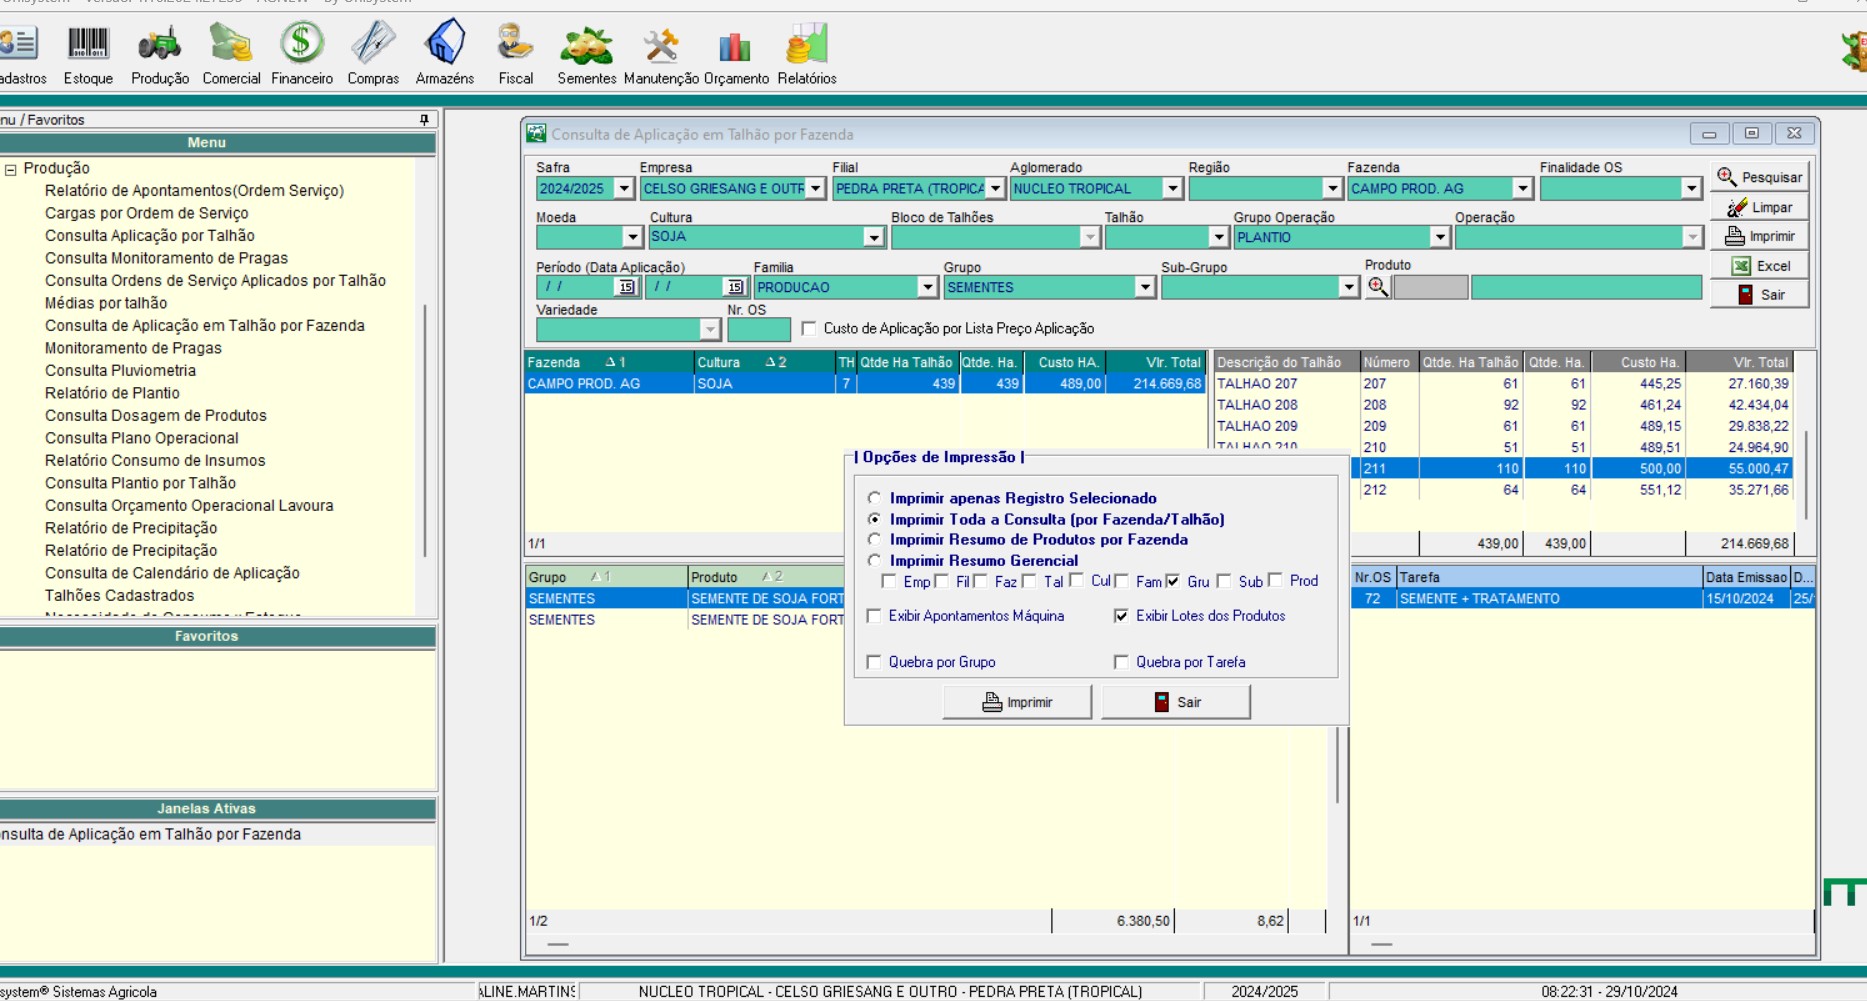 adastros Estoque Produção Comercial Financeiro Compras Armazéns Fiscal Sementes Manutenção Orçamento Relatórios
nu / Favoritos
Menu
Produção
Relatório de Apontamentos(Ordem Serviço)
Cargas por Ordem de Serviço
Consulta Aplicação por Talhão
Consulta Monitoramento de Pragas
Consulta Ordens de Serviço Aplicados por Talhão
Médias por talhão
Consulta de Aplicação em Talhão por Fazenda
Monitoramento de Pragas
Consulta Pluviometria
Relatório de Plantio
Consulta Dosagem de Produtos
Consulta Plano Operacional
Relatório Consumo de Insumos
Consulta Plantio por Talhão
Consulta Orçamento Operacional Lavoura
Relatório de Precipitação
Relatório de Precipitação
Consulta de Calendário de Aplicação
Talhões Cadastrados
Favoritos
Janelas Ativas
nsulta de Aplicação em Talhão por Fazenda
Consulta de Aplicação em Talhão por Fazenda
Safra Empresa Filial Aglomerado Região Fazenda Finalidade OS
2024/2025 CELSO GRIESANG E OUTR PEDRA PRETA (TROPICA NUCLEO TROPICAL CAMPO PROD. AG
Moeda Cultura Bloco de Talhões Talhão Grupo Operação Operação
SOJA PLANTIO
Período (Data Aplicação) Familia Grupo Sub-Grupo Produto
/ / 15 / / 15 PRODUCAO SEMENTES
Variedade Nr. OS
Custo de Aplicação por Lista Preço Aplicação
Pesquisar
Limpar
Imprimir
Excel
Sair
Fazenda 1 Cultura 2 TH Qtde Ha Talhão Qtde. Ha. Custo HA. Vlr. Total
CAMPO PROD. AG SOJA 7 439 439 489,00 214.669,68
1/1
Descrição do Talhão Número Qtde. Ha Talhão Qtde. Ha. Custo Ha. Vlr. Total
TALHAO 207 207 61 61 445,25 27.160,39
TALHAO 208 208 92 92 461,24 42.434,04
TALHAO 209 209 61 61 489,15 29.838,22
TALHAO 210 210 51 51 489,51 24.964,90
211 110 110 500,00 55.000,47
212 64 64 551,12 35.271,66
439,00 439,00 214.669,68
| Opções de Impressão |
Imprimir apenas Registro Selecionado
Imprimir Toda a Consulta (por Fazenda/Talhão)
Imprimir Resumo de Produtos por Fazenda
Imprimir Resumo Gerencial
Emp Fil Faz Tal Cul Fam Gru Sub Prod
Exibir Apontamentos Máquina Exibir Lotes dos Produtos
Quebra por Grupo Quebra por Tarefa
Imprimir Sair
Grupo 1 Produto 2
SEMENTES SEMENTE DE SOJA FORT
SEMENTES SEMENTE DE SOJA FORT
1/2 6.380,50 8,62
Nr.OS Tarefa Data Emissao D...
72 SEMENTE + TRATAMENTO 15/10/2024 25/
1/1
system® Sistemas Agricola ALINE.MARTINS NUCLEO TROPICAL - CELSO GRIESANG E OUTRO - PEDRA PRETA (TROPICAL) 2024/2025 08:22:31 - 29/10/2024